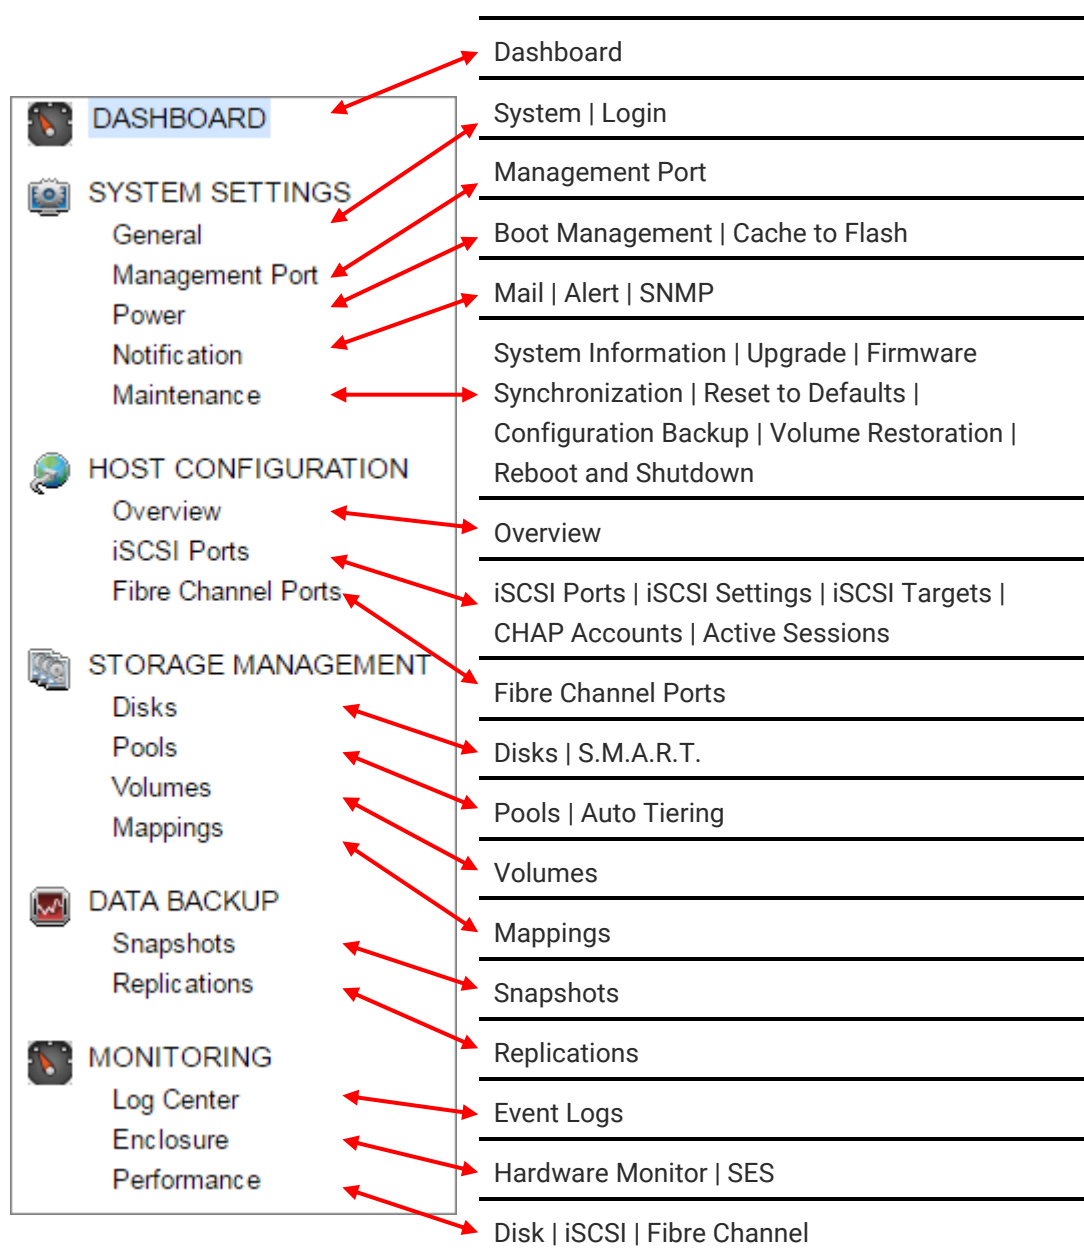 DASHBOARD
SYSTEM SETTINGS
General
Management Port
Power
Notification
Maintenance
HOST CONFIGURATION
Overview
iSCSI Ports
Fibre Channel Ports
STORAGE MANAGEMENT
Disks
Pools
Volumes
Mappings
DATA BACKUP
Snapshots
Replications
MONITORING
Log Center
Enclosure
Performance
Dashboard
System | Login
Management Port
Boot Management | Cache to Flash
Mail | Alert | SNMP
System Information | Upgrade | Firmware
Synchronization | Reset to Defaults |
Configuration Backup | Volume Restoration |
Reboot and Shutdown
Overview
iSCSI Ports | iSCSI Settings | iSCSI Targets |
CHAP Accounts | Active Sessions
Fibre Channel Ports
Disks | S.M.A.R.T.
Pools | Auto Tiering
Volumes
Mappings
Snapshots
Replications
Event Logs
Hardware Monitor | SES
Disk | iSCSI | Fibre Channel